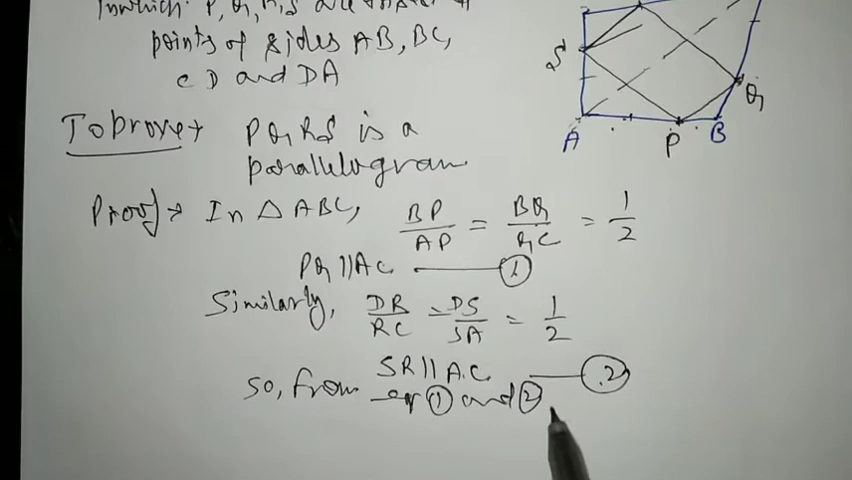 Inwhich P, Q, R, S are
points of sides AB, BC,
CD and DA
To prove → PQRS is a
parallelogram
Proof → In △ABC, BP/AP = BQ/QC = 1/2
PQ || AC ——— ①
Similarly, DR/RC = DS/SA = 1/2
SR || A.C. ——— ②
so, from eq ① and ②
S
A
P
B
Q